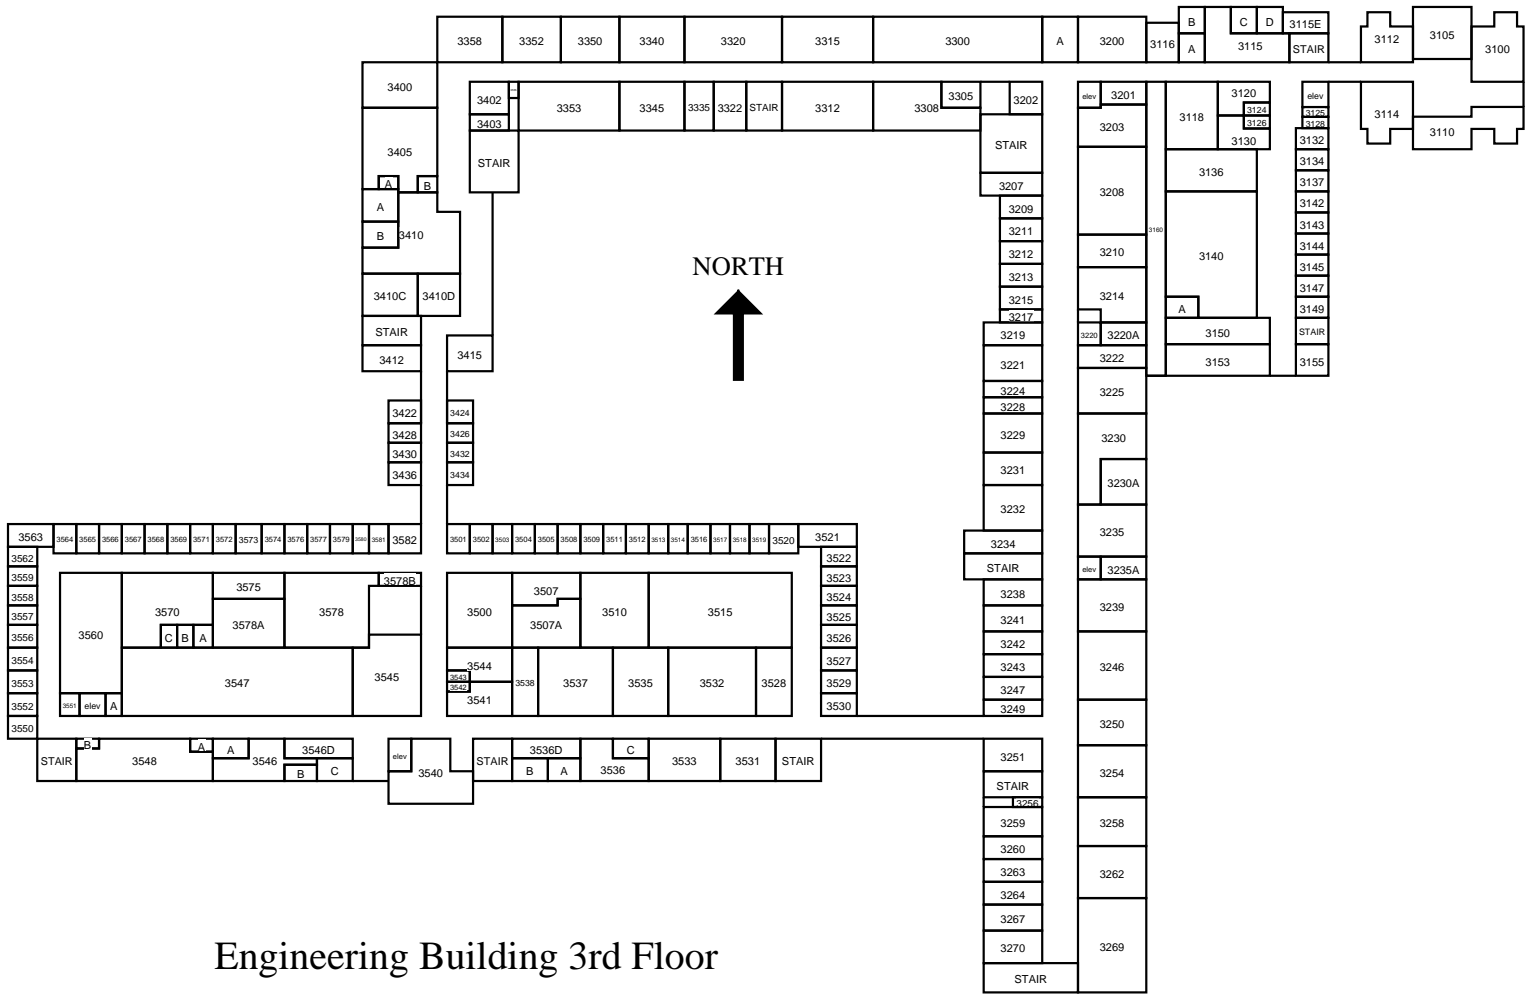 B C D 3115E
3358 3352 3350 3340 3320 3315 3300 A 3200 3116 A 3115 STAIR 3112 3105 3100
3400 3402 3353 3345 3335 3322 STAIR 3312 3308 3305 3202 elev 3201 3118 3120 elev 3114
3403 3203 3124 3125
3126 3128 3110
3405 STAIR STAIR 3130 3132
3134
A B 3207 3136 3137
A 3209 3208 3142
B 3410 3211 3143
3212 3210 3160 3144
NORTH 3140 3145
3410C 3410D 3213 3147
3215 3214 A 3149
STAIR 3217
3219 3220 3220A 3150 STAIR
3412 3415 3221 3222 3153 3155
3224 3225
3422 3424 3228
3428 3426 3229 3230
3430 3432
3436 3434 3231 3230A
3232
3563 3564 3565 3566 3567 3568 3569 3571 3572 3573 3574 3576 3577 3579 3580 3581 3582 3501 3502 3503 3504 3505 3508 3509 3511 3512 3513 3514 3516 3517 3518 3519 3520 3521 3234 3235
3562 3522
3559 3578B 3523 STAIR elev 3235A
3558 3575 3507 3524 3238
3557 3570 3578 3500 3510 3515 3525 3239
3556 3560 C B A 3578A 3507A 3526 3241
3242
3554 3544 3527 3243 3246
3553 3547 3545 3543 3538 3537 3535 3532 3528 3529
3542 3247
3552 3551 elev A 3541 3530 3249
3550 3250
B A A 3546D elev 3536D C 3251
STAIR 3548 3546 B C 3540 STAIR B A 3536 3533 3531 STAIR 3254
STAIR
3256
3259 3258
3260
3263 3262
3264
3267 3269
Engineering Building 3rd Floor 3270
STAIR